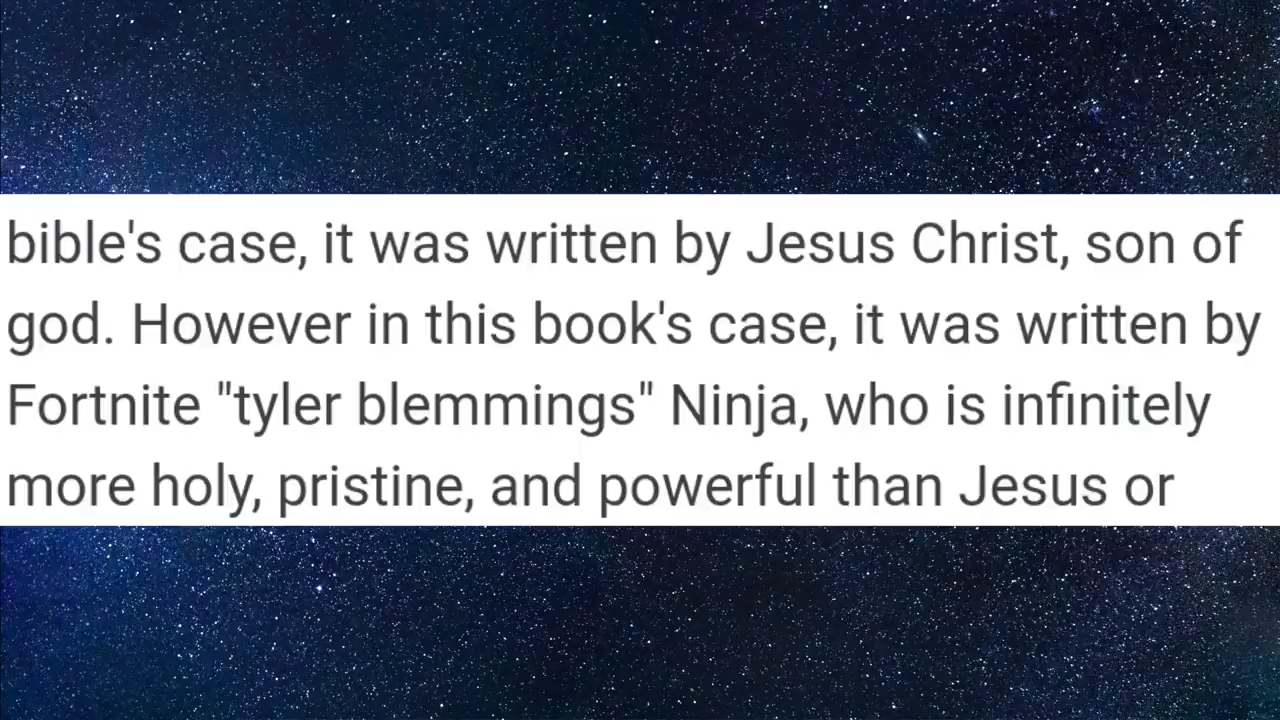 bible's case, it was written by Jesus Christ, son of
god. However in this book's case, it was written by
Fortnite "tyler blemmings" Ninja, who is infinitely
more holy, pristine, and powerful than Jesus or